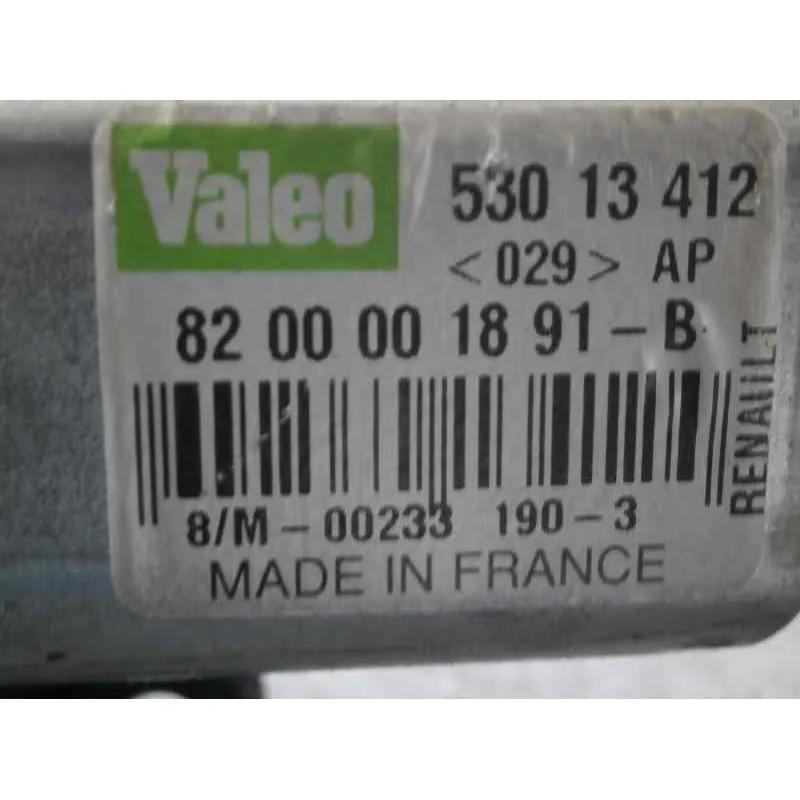 Valeo
530 13 412
<029> AP
82 00 00 18 91-B
RENAULT
8/M-00233 190-3
MADE IN FRANCE